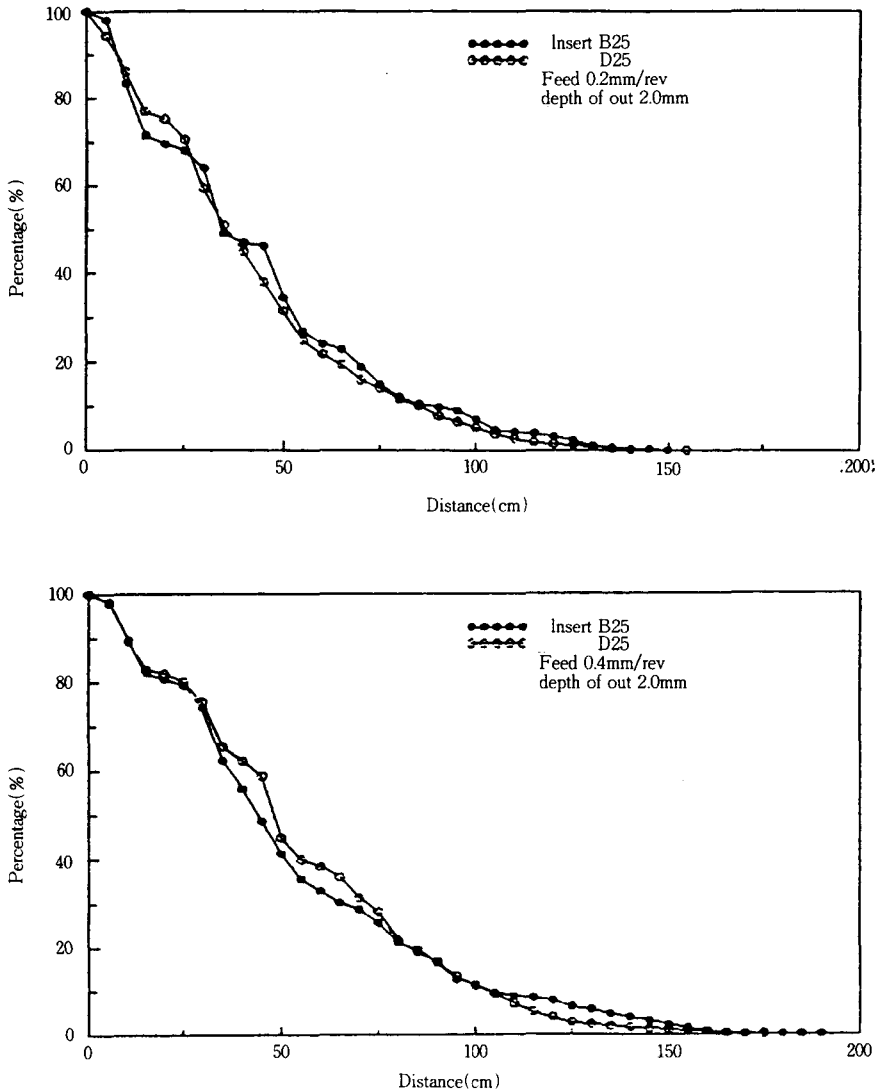 100
80
60
40
20
0
Percentage(%)
Insert B25
D25
Feed 0.2mm/rev
depth of out 2.0mm
0
50
100
150
.200:
Distance(cm)
100
80
60
40
20
0
Percentage(%)
Insert B25
D25
Feed 0.4mm/rev
depth of out 2.0mm
0
50
100
150
200
Distance(cm)